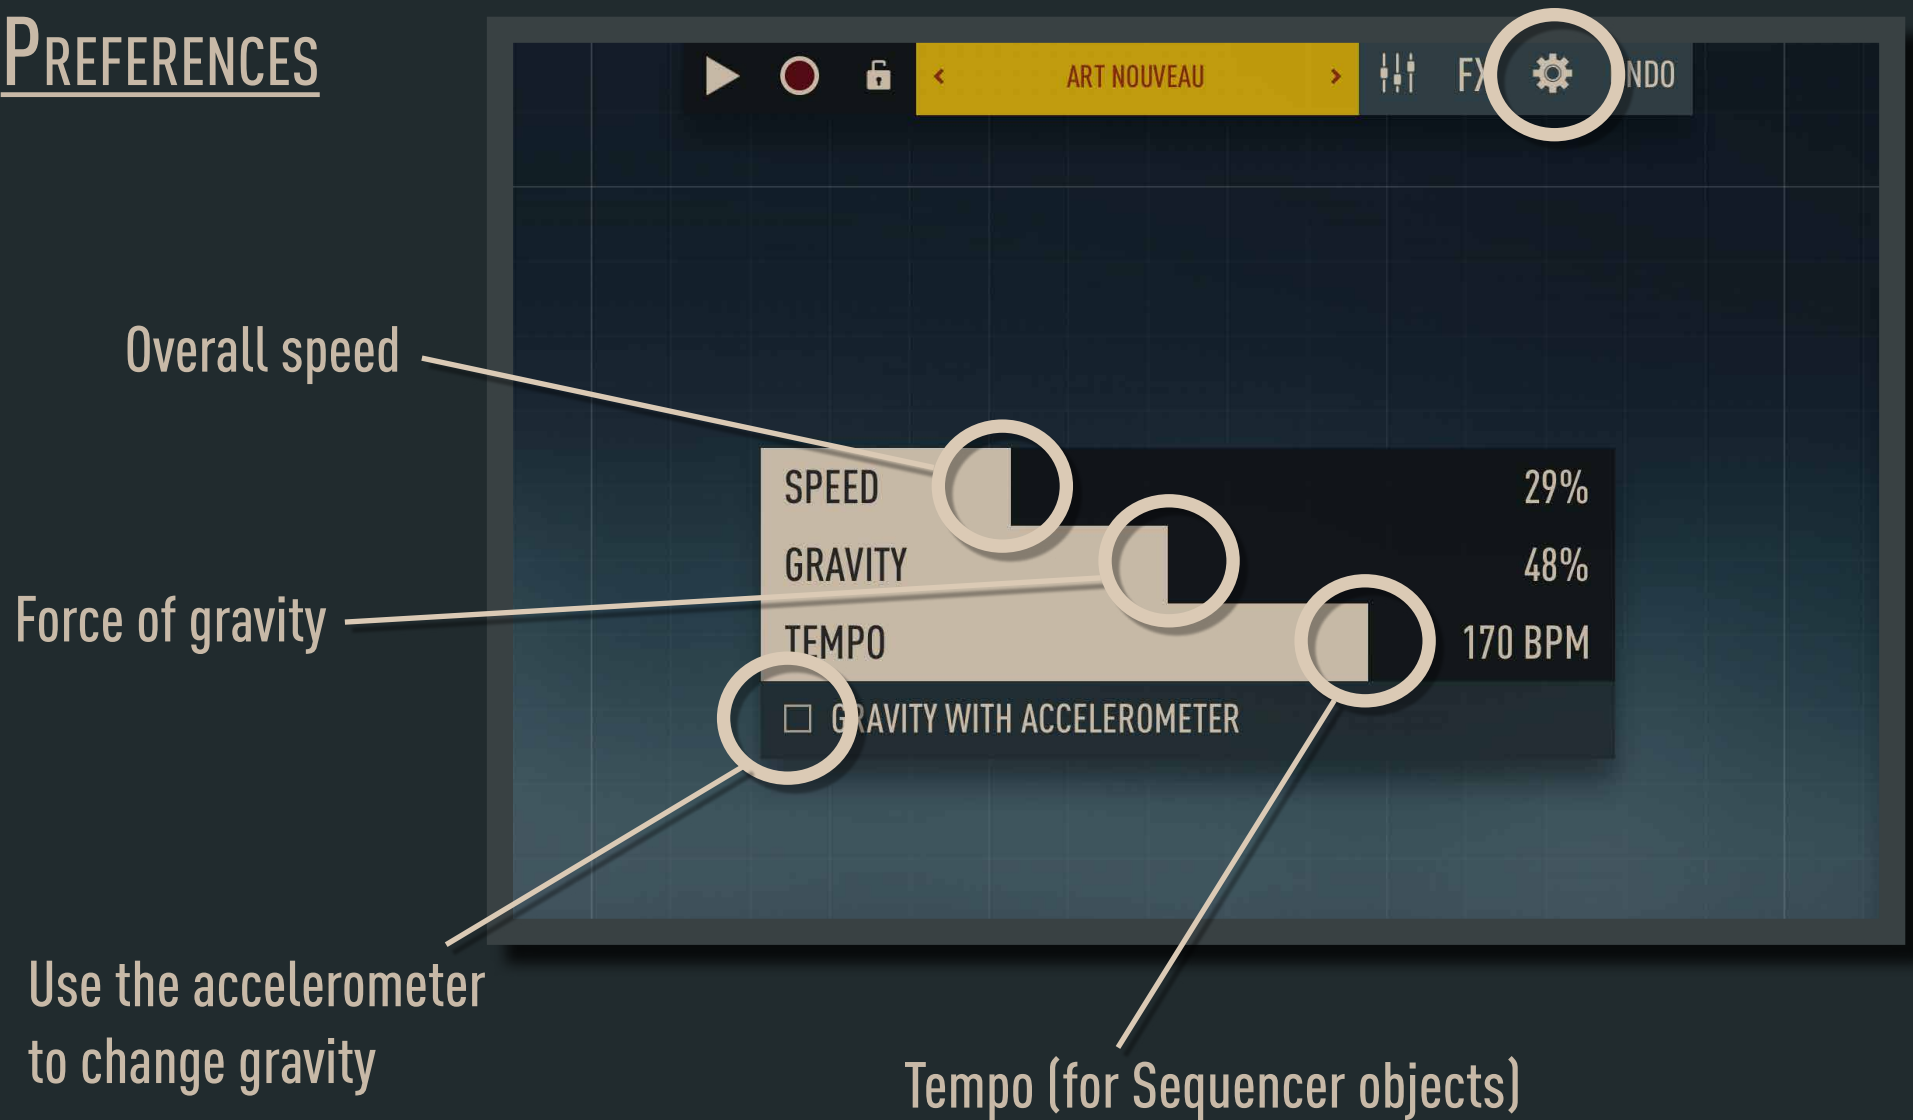 PREFERENCES
< ART NOUVEAU > FX NDO
Overall speed
SPEED 29%
GRAVITY 48%
Force of gravity
TEMPO 170 BPM
GRAVITY WITH ACCELEROMETER
Use the accelerometer
to change gravity
Tempo (for Sequencer objects)